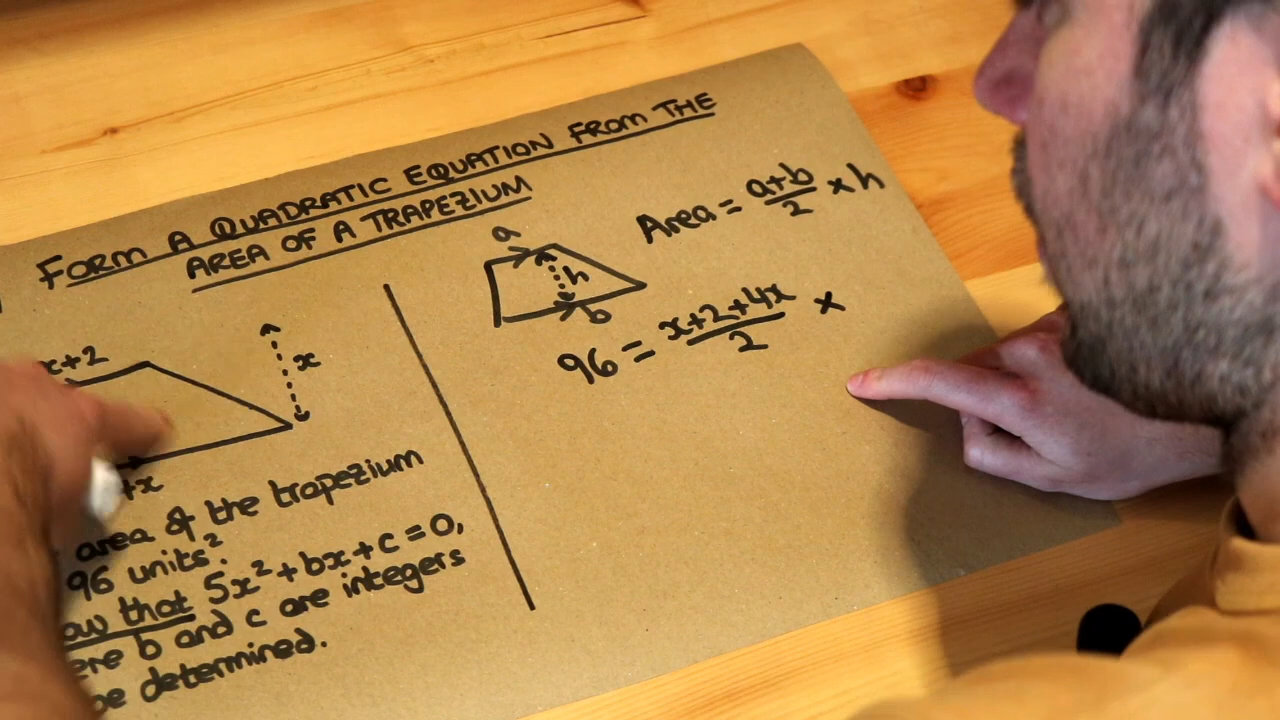 FORM A QUADRATIC EQUATION FROM THE
AREA OF A TRAPEZIUM
x+2
x
area of the trapezium
96 units².
that 5x²+bx+c=0,
b and c are integers
determined.
a
h
b
Area = a+b/2 × h
96 = x+2+4x/2 ×